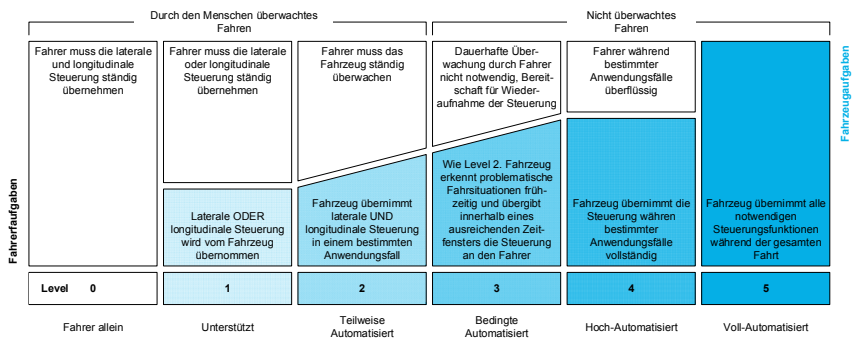 Durch den Menschen überwachtes
Fahren
Nicht überwachtes
Fahren
Fahrer muss die laterale
und longitudinale
Steuerung ständig
übernehmen
Fahrer muss die laterale
oder longitudinale
Steuerung ständig
übernehmen
Fahrer muss das
Fahrzeug ständig
überwachen
Dauerhafte Über-
wachung durch Fahrer
nicht notwendig, Bereit-
schaft für Wieder-
aufnahme der Steuerung
Fahrer während
bestimmter
Anwendungsfälle
überflüssig
Fahrzeugaufgaben
Fahrerfaufgaben
Laterale ODER
longitudinale Steuerung
wird vom Fahrzeug
übernommen
Fahrzeug übernimmt
laterale UND
longitudinale Steuerung
in einem bestimmten
Anwendungsfall
Wie Level 2. Fahrzeug
erkennt problematische
Fahrsituationen früh-
zeitig und übergibt
innerhalb eines
ausreichenden Zeit-
fensters die Steuerung
an den Fahrer
Fahrzeug übernimmt die
Steuerung währen
bestimmter
Anwendungsfälle
vollständig
Fahrzeug übernimmt alle
notwendigen
Steuerungsfunktionen
während der gesamten
Fahrt
Level 0
1
2
3
4
5
Fahrer allein
Unterstützt
Teilweise
Automatisiert
Bedingte
Automatisiert
Hoch-Automatisiert
Voll-Automatisiert